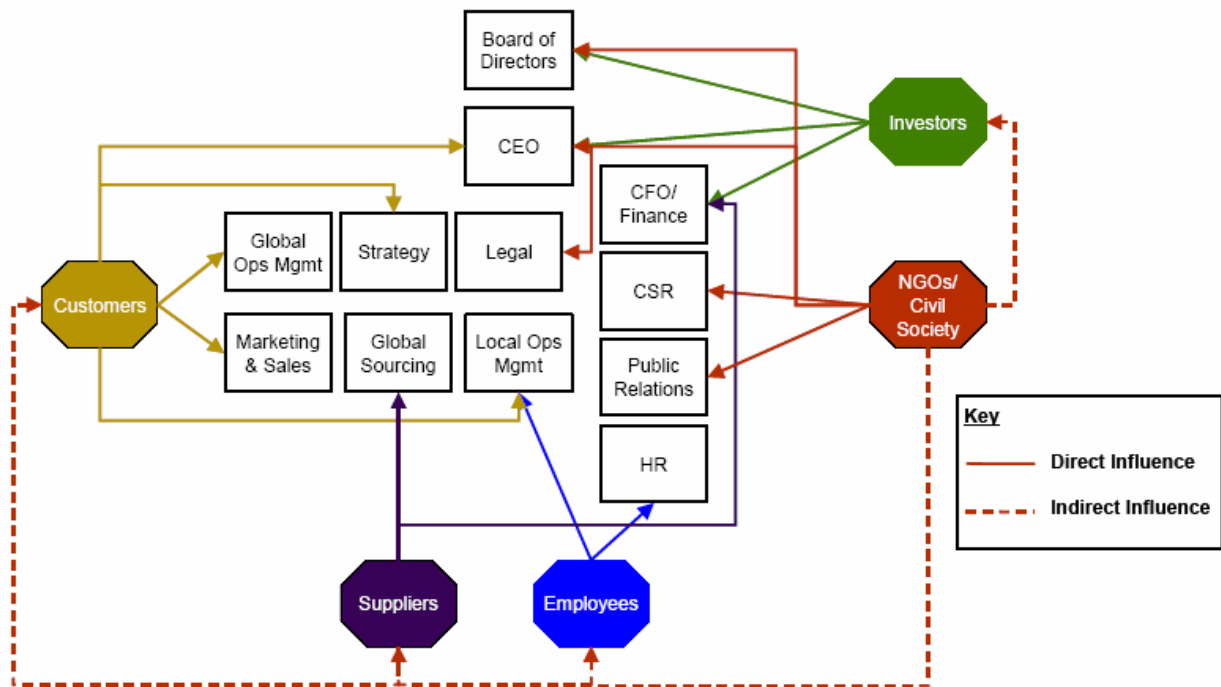 Board of
Directors
Investors
CEO
CFO/
Finance
Global
Ops Mgmt
Strategy
Legal
Customers
CSR
NGOs/
Civil
Society
Marketing
& Sales
Global
Sourcing
Local Ops
Mgmt
Public
Relations
HR
Key
Direct Influence
Indirect Influence
Suppliers
Employees